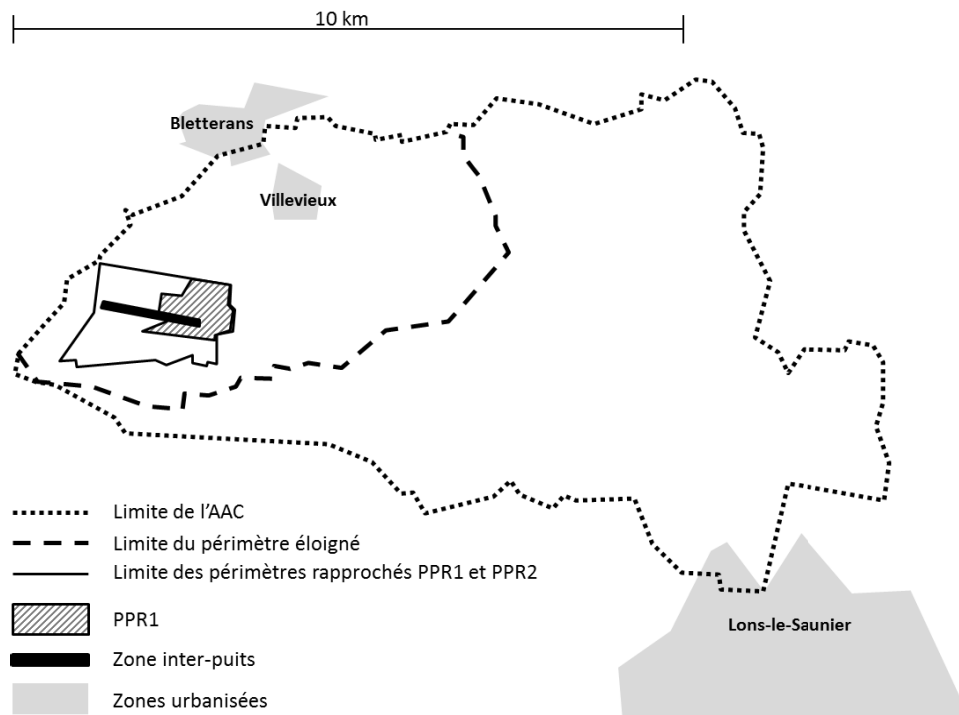 10 km
Bletterans
Villevieux
Limite de l'AAC
Limite du périmètre éloigné
Limite des périmètres rapprochés PPR1 et PPR2
PPR1
Lons-le-Saunier
Zone inter-puits
Zones urbanisées